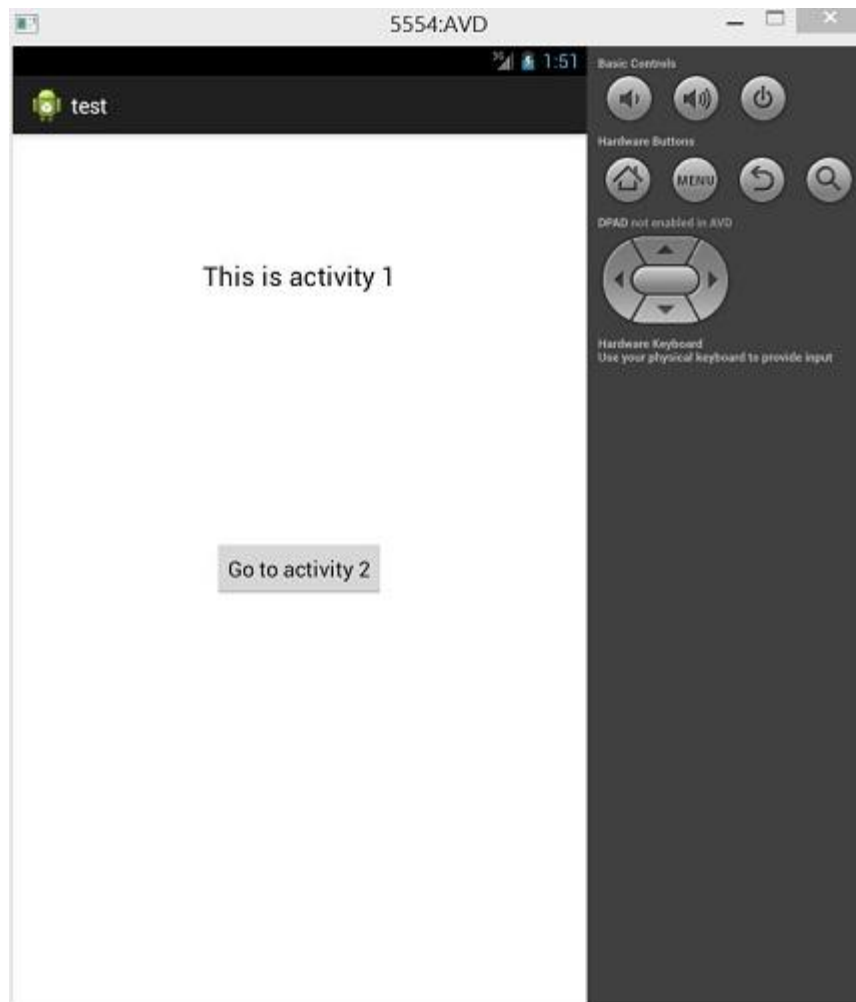 5554:AVD
3G 1:51
test
This is activity 1
Go to activity 2
Basic Controls
Hardware Buttons
MENU
DPAD not enabled in AVD
Hardware Keyboard
Use your physical keyboard to provide input